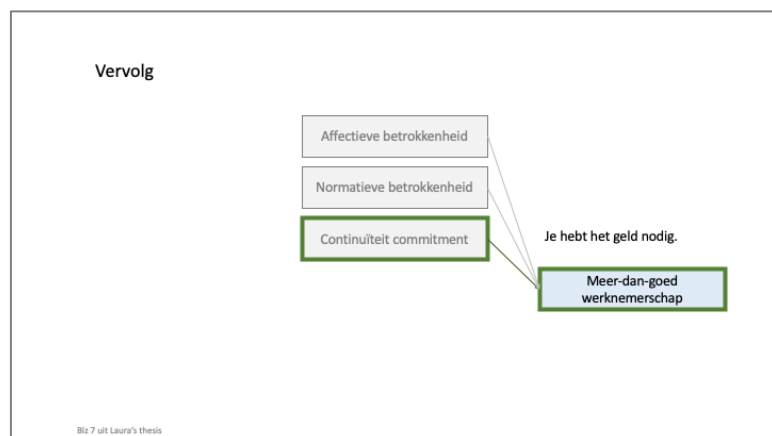 Vervolg
Affectieve betrokkenheid
Normatieve betrokkenheid
Continuïteit commitment
Je hebt het geld nodig.
Meer-dan-goed
werknemerschap
Blz 7 uit Laura's thesis